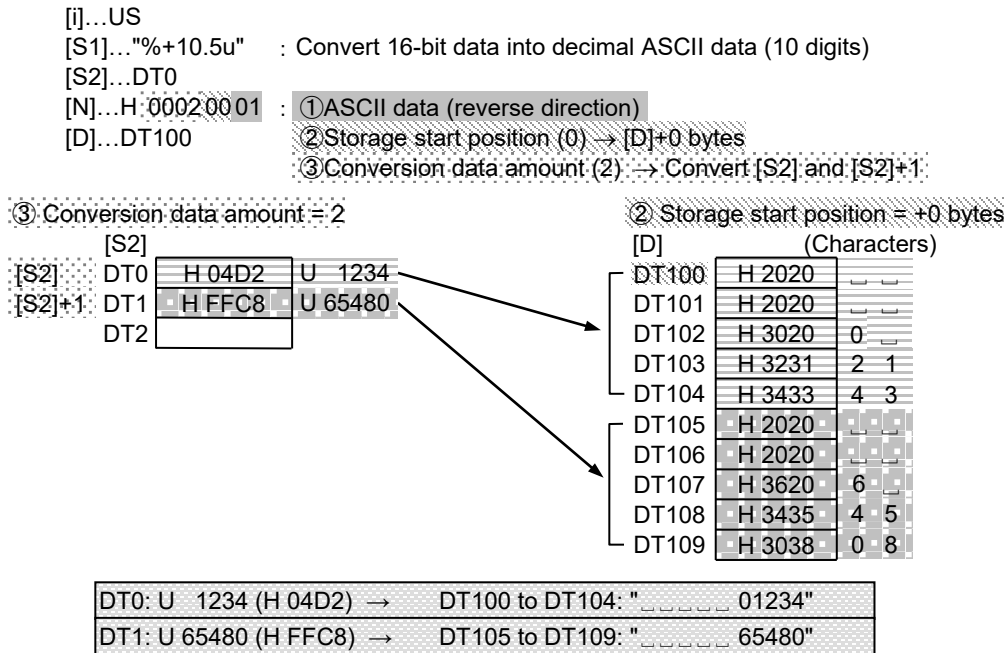 [i]…US
[S1]…"%+10.5u" : Convert 16-bit data into decimal ASCII data (10 digits)
[S2]…DT0
[N]…H 0002 00 01 : ①ASCII data (reverse direction)
[D]…DT100 ②Storage start position (0) → [D]+0 bytes
③Conversion data amount (2) → Convert [S2] and [S2]+1
③ Conversion data amount = 2 ② Storage start position = +0 bytes
[S2] [D] (Characters)
[S2] DT0 H 04D2 U 1234 DT100 H 2020 ␣ ␣
[S2]+1 DT1 H FFC8 U 65480 DT101 H 2020 ␣ ␣
DT2 DT102 H 3020 0 ␣
DT103 H 3231 2 1
DT104 H 3433 4 3
DT105 H 2020 ␣ ␣
DT106 H 2020 ␣ ␣
DT107 H 3620 6 ␣
DT108 H 3435 4 5
DT109 H 3038 0 8
DT0: U 1234 (H 04D2) → DT100 to DT104: "␣␣␣␣␣ 01234"
DT1: U 65480 (H FFC8) → DT105 to DT109: "␣␣␣␣␣ 65480"